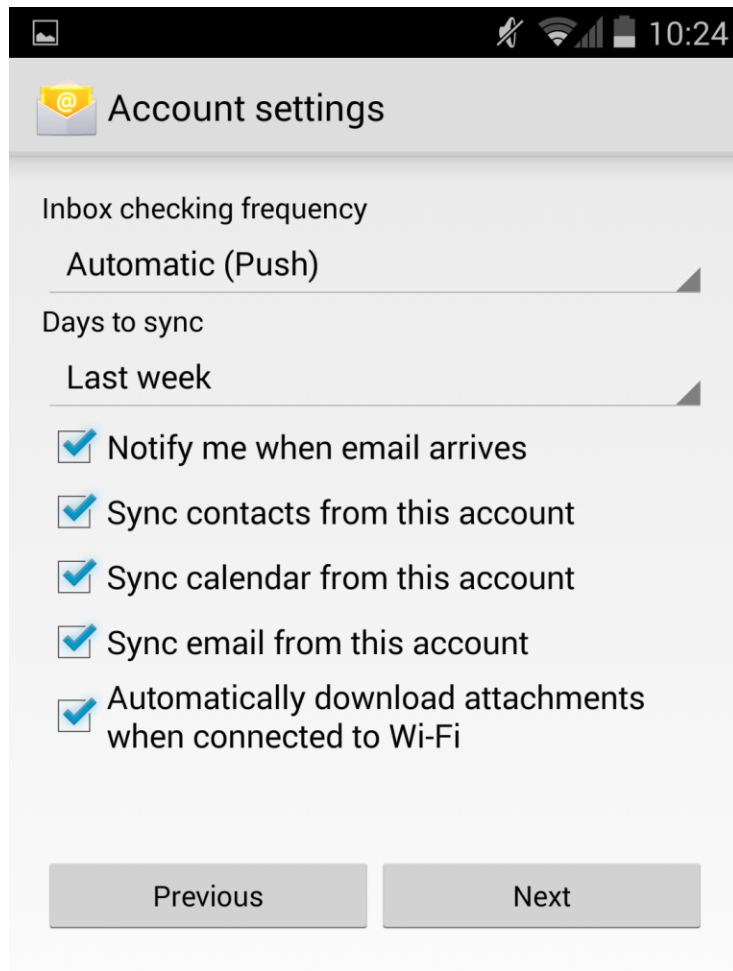 10:24
@
Account settings
Inbox checking frequency
Automatic (Push)
Days to sync
Last week
Notify me when email arrives
Sync contacts from this account
Sync calendar from this account
Sync email from this account
Automatically download attachments
when connected to Wi-Fi
Previous
Next